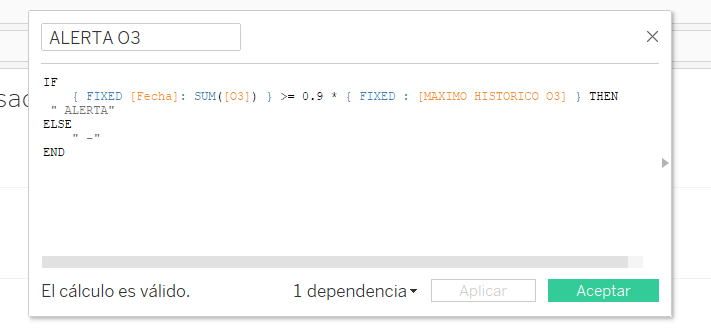 ALERTA O3
IF
{ FIXED [Fecha]: SUM([O3]) } >= 0.9 * { FIXED : [MAXIMO HISTORICO O3] } THEN
" ALERTA"
ELSE
" -"
END
El cálculo es válido.
1 dependencia
Aplicar
Aceptar